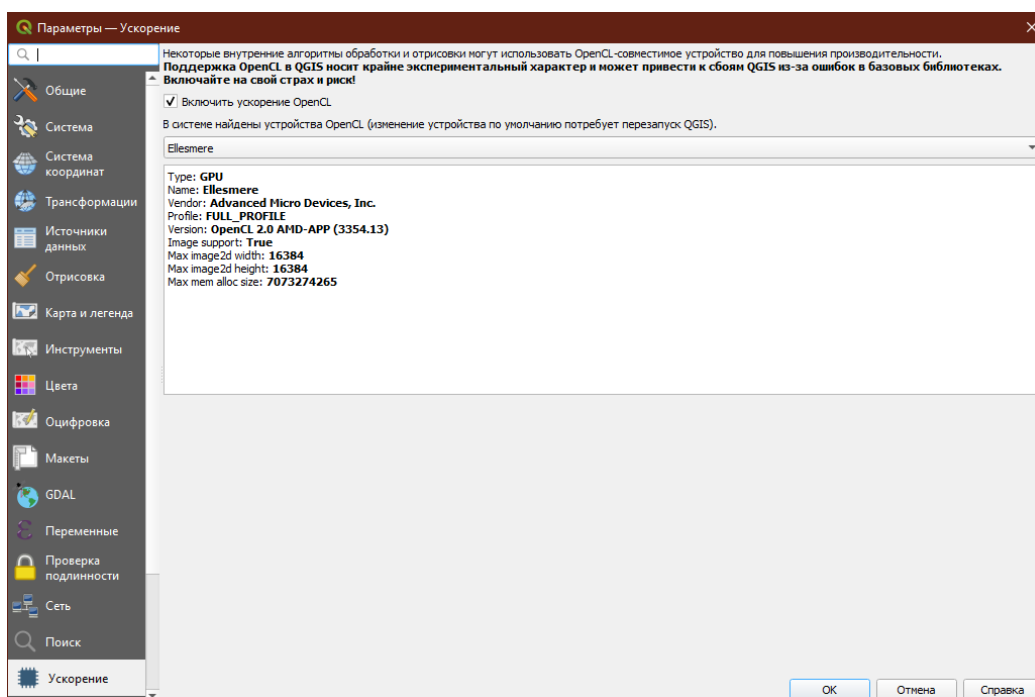 Параметры — Ускорение
Некоторые внутренние алгоритмы обработки и отрисовки могут использовать OpenCL-совместимое устройство для повышения производительности.
Поддержка OpenCL в QGIS носит крайне экспериментальный характер и может привести к сбоям QGIS из-за ошибок в базовых библиотеках.
Включайте на свой страх и риск!
Включить ускорение OpenCL
В системе найдены устройства OpenCL (изменение устройства по умолчанию потребует перезапуск QGIS).
Ellesmere
Type: GPU
Name: Ellesmere
Vendor: Advanced Micro Devices, Inc.
Profile: FULL_PROFILE
Version: OpenCL 2.0 AMD-APP (3354.13)
Image support: True
Max image2d width: 16384
Max image2d height: 16384
Max mem alloc size: 7073274265
Общие
Система
Система
координат
Трансформации
Источники
данных
Отрисовка
Карта и легенда
Инструменты
Цвета
Оцифровка
Макеты
GDAL
Переменные
Проверка
подлинности
Сеть
Поиск
Ускорение
OK
Отмена
Справка